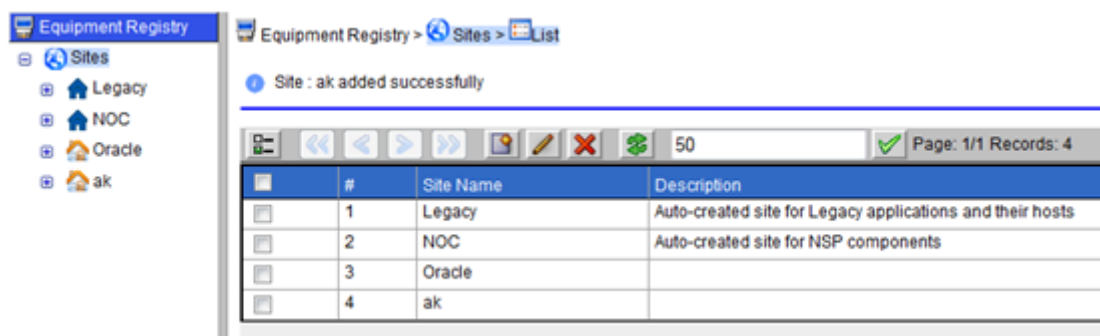 Equipment Registry
Sites
Legacy
NOC
Oracle
ak
Equipment Registry > Sites > List
Site : ak added successfully
50 Page: 1/1 Records: 4
# Site Name Description
1 Legacy Auto-created site for Legacy applications and their hosts
2 NOC Auto-created site for NSP components
3 Oracle
4 ak